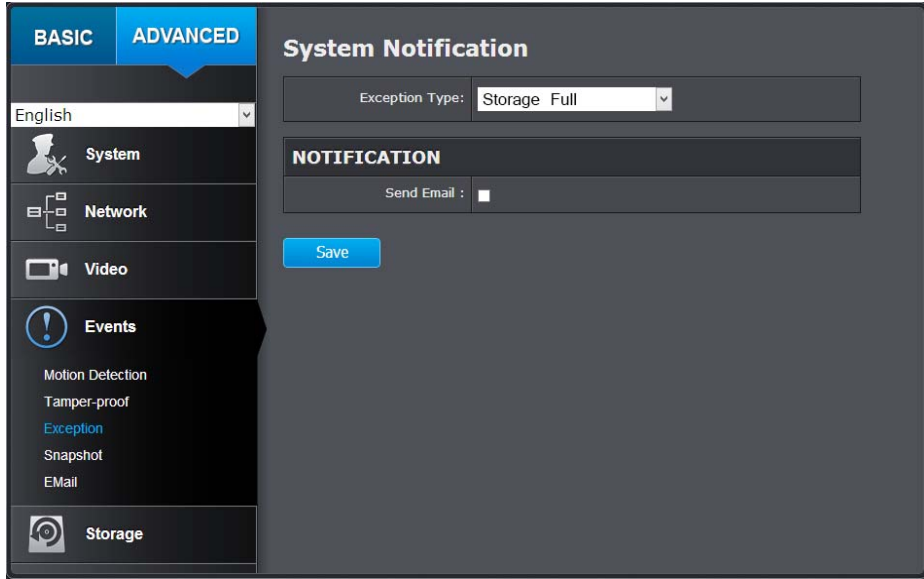 BASIC
ADVANCED
English
System
Network
Video
Events
Motion Detection
Tamper-proof
Exception
Snapshot
EMail
Storage
System Notification
Exception Type: Storage Full
NOTIFICATION
Send Email :
Save